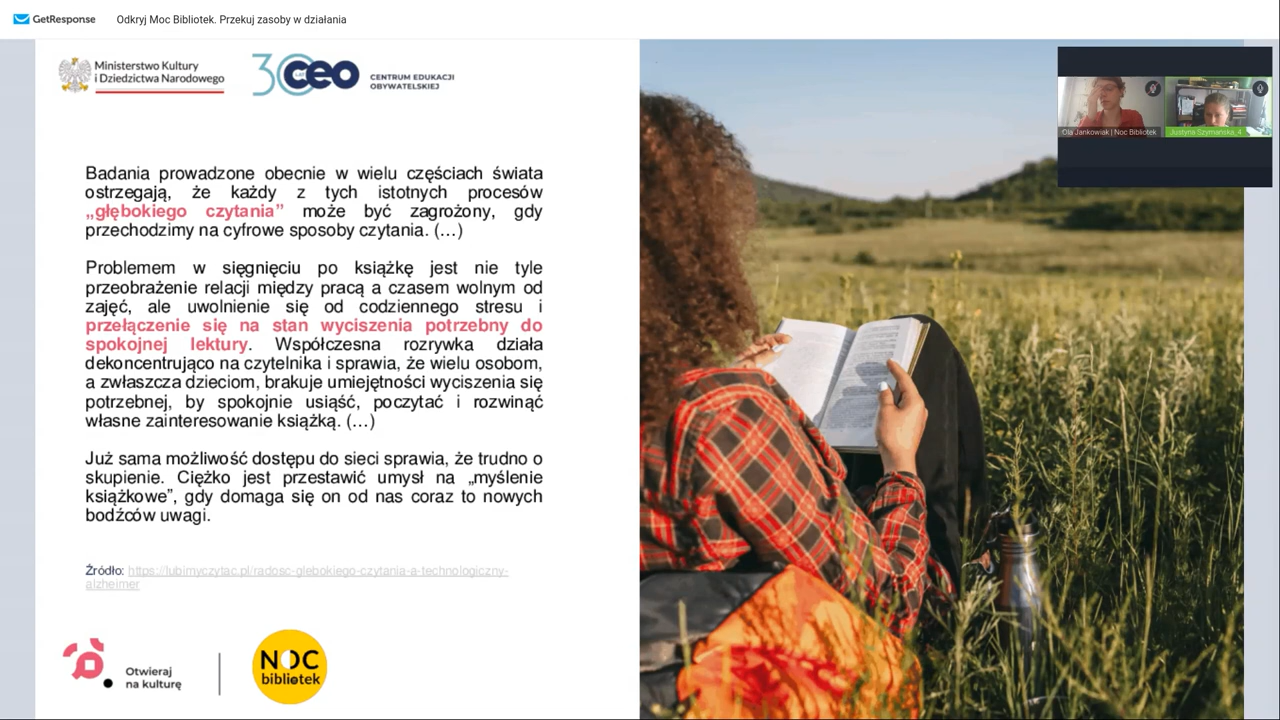 GetResponse
Odkryj Moc Bibliotek. Przekuj zasoby w działania
Ministerstwo Kultury
i Dziedzictwa Narodowego
30 LAT ceo
CENTRUM EDUKACJI
OBYWATELSKIEJ
Ola Jankowiak | Noc Bibliotek
Justyna Szymańska_4
Badania prowadzone obecnie w wielu częściach świata
ostrzegają, że każdy z tych istotnych procesów
„głębokiego czytania” może być zagrożony, gdy
przechodzimy na cyfrowe sposoby czytania. (…)
Problemem w sięgnięciu po książkę jest nie tyle
przeobrażenie relacji między pracą a czasem wolnym od
zajęć, ale uwolnienie się od codziennego stresu i
przełączenie się na stan wyciszenia potrzebny do
spokojnej lektury. Współczesna rozrywka działa
dekoncentrująco na czytelnika i sprawia, że wielu osobom,
a zwłaszcza dzieciom, brakuje umiejętności wyciszenia się
potrzebnej, by spokojnie usiąść, poczytać i rozwinąć
własne zainteresowanie książką. (…)
Już sama możliwość dostępu do sieci sprawia, że trudno o
skupienie. Ciężko jest przestawić umysł na „myślenie
książkowe”, gdy domaga się on od nas coraz to nowych
bodźców uwagi.
Źródło: https://lubimyczytac.pl/radosc-glebokiego-czytania-a-technologiczny-
alzheimer
Otwieraj
na kulturę
NOC
bibliotek